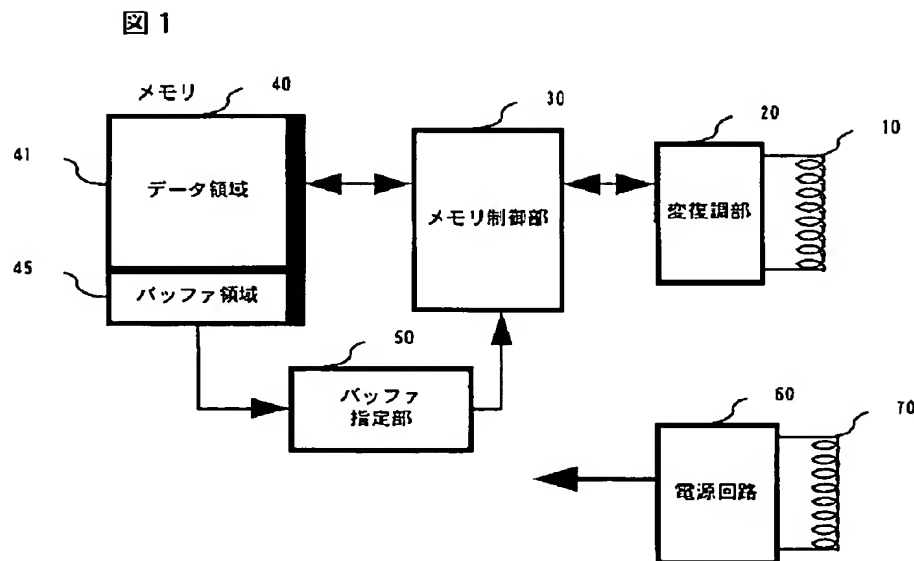 図1
メモリ
40
30
20
10
41
データ領域
メモリ制御部
変復調部
45
バッファ領域
50
バッファ
指定部
60
70
電源回路